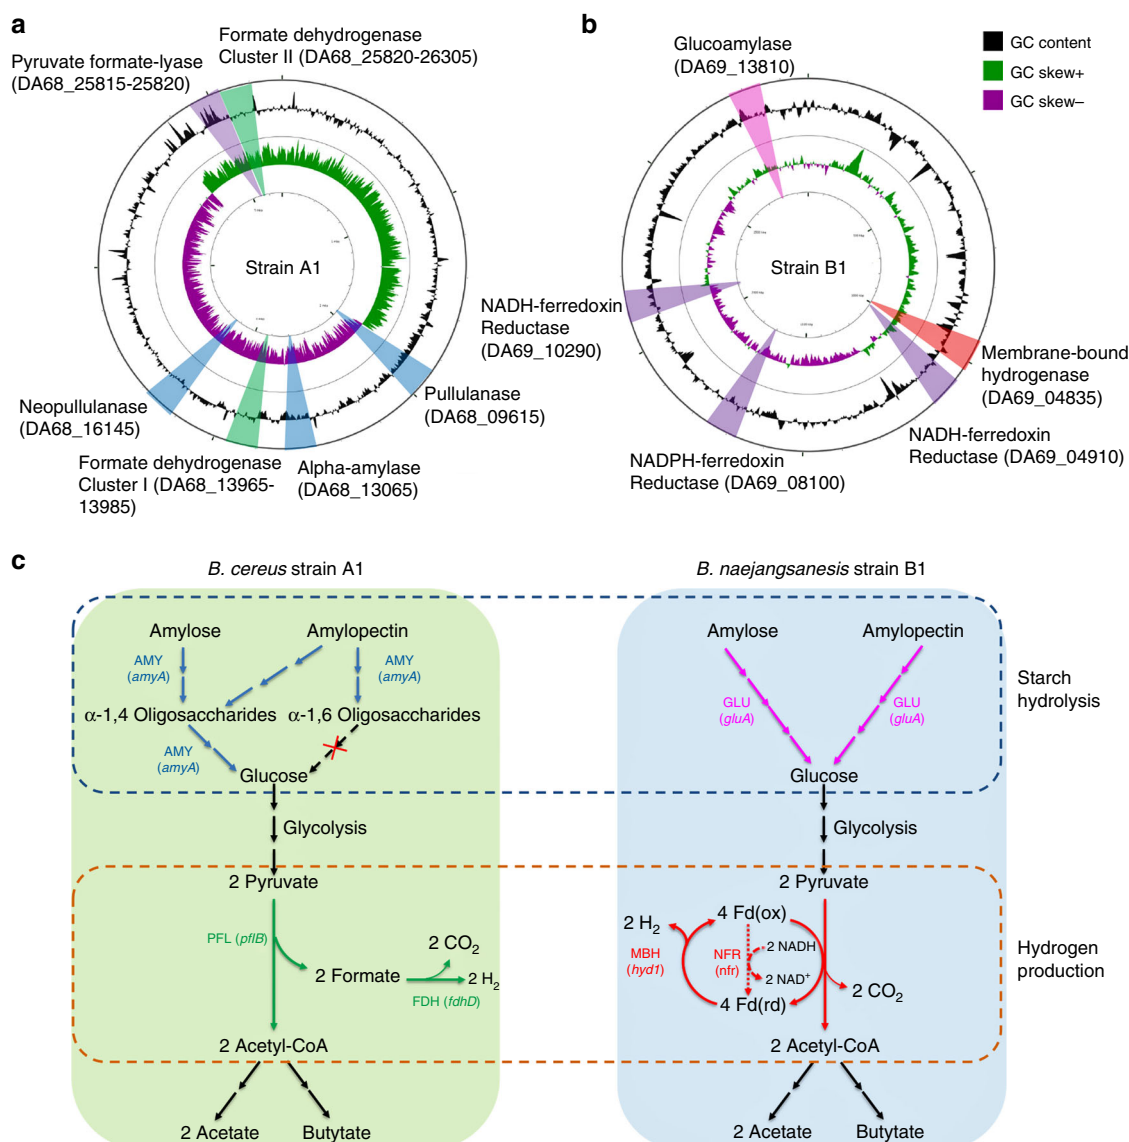 a
Formate dehydrogenase
Cluster II (DA68_25820-26305)
Pyruvate formate-lyase
(DA68_25815-25820)
Strain A1
Neopullulanase
(DA68_16145)
Formate dehydrogenase
Cluster I (DA68_13965-
13985)
Alpha-amylase
(DA68_13065)
Pullulanase
(DA68_09615)
b
Glucoamylase
(DA69_13810)
GC content
GC skew+
GC skew–
Strain B1
NADH-ferredoxin
Reductase
(DA69_10290)
Membrane-bound
hydrogenase
(DA69_04835)
NADH-ferredoxin
Reductase (DA69_04910)
NADPH-ferredoxin
Reductase (DA69_08100)
c
B. cereus strain A1
Amylose
Amylopectin
AMY
(amyA)
AMY
(amyA)
α-1,4 Oligosaccharides
α-1,6 Oligosaccharides
AMY
(amyA)
Glucose
Glycolysis
2 Pyruvate
PFL (pflB)
2 CO2
2 Formate
2 H2
FDH (fdhD)
2 Acetyl-CoA
2 Acetate
Butytate
B. naejangsanesis strain B1
Amylose
Amylopectin
GLU
(gluA)
GLU
(gluA)
Glucose
Glycolysis
2 Pyruvate
4 Fd(ox)
2 H2
MBH
(hyd1)
NFR
(nfr)
2 NADH
2 NAD+
4 Fd(rd)
2 CO2
2 Acetyl-CoA
2 Acetate
Butytate
Starch
hydrolysis
Hydrogen
production